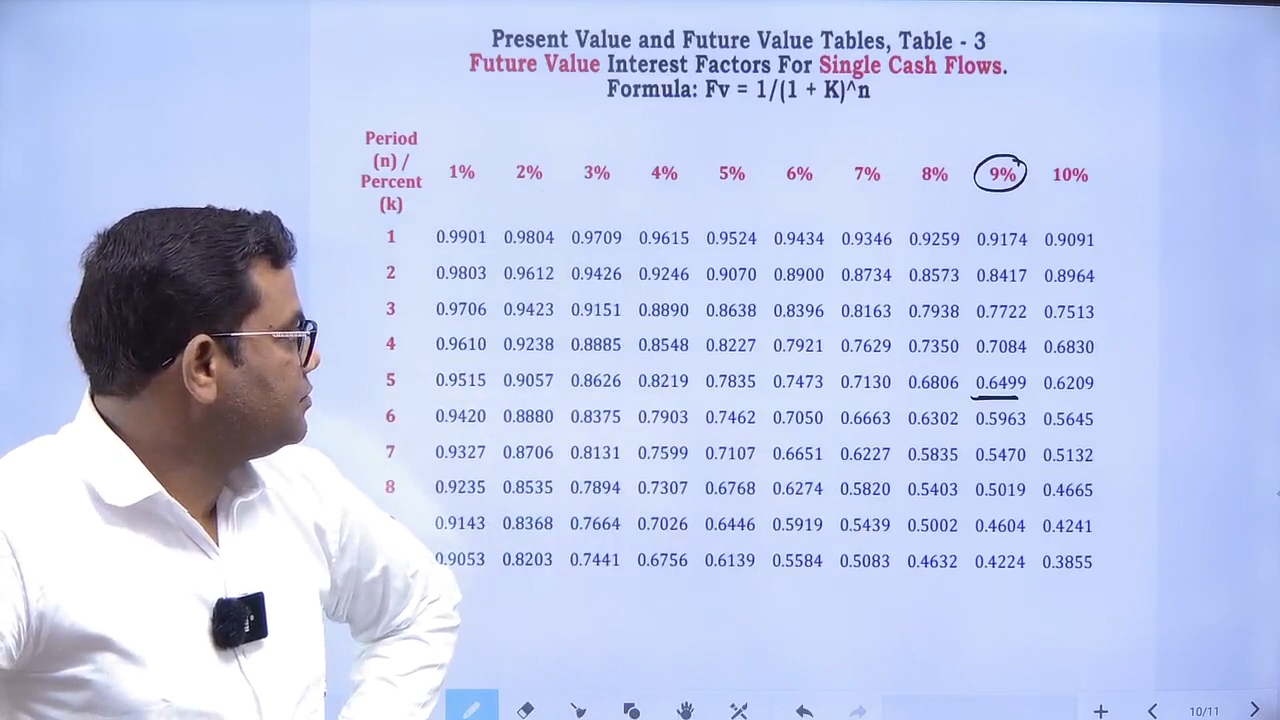 Present Value and Future Value Tables, Table - 3
Future Value Interest Factors For Single Cash Flows.
Formula: Fv = 1/(1 + K)^n
Period
(n) /
Percent
(k)
1% 2% 3% 4% 5% 6% 7% 8% 9% 10%
1 0.9901 0.9804 0.9709 0.9615 0.9524 0.9434 0.9346 0.9259 0.9174 0.9091
2 0.9803 0.9612 0.9426 0.9246 0.9070 0.8900 0.8734 0.8573 0.8417 0.8964
3 0.9706 0.9423 0.9151 0.8890 0.8638 0.8396 0.8163 0.7938 0.7722 0.7513
4 0.9610 0.9238 0.8885 0.8548 0.8227 0.7921 0.7629 0.7350 0.7084 0.6830
5 0.9515 0.9057 0.8626 0.8219 0.7835 0.7473 0.7130 0.6806 0.6499 0.6209
6 0.9420 0.8880 0.8375 0.7903 0.7462 0.7050 0.6663 0.6302 0.5963 0.5645
7 0.9327 0.8706 0.8131 0.7599 0.7107 0.6651 0.6227 0.5835 0.5470 0.5132
8 0.9235 0.8535 0.7894 0.7307 0.6768 0.6274 0.5820 0.5403 0.5019 0.4665
0.9143 0.8368 0.7664 0.7026 0.6446 0.5919 0.5439 0.5002 0.4604 0.4241
0.9053 0.8203 0.7441 0.6756 0.6139 0.5584 0.5083 0.4632 0.4224 0.3855
10/11